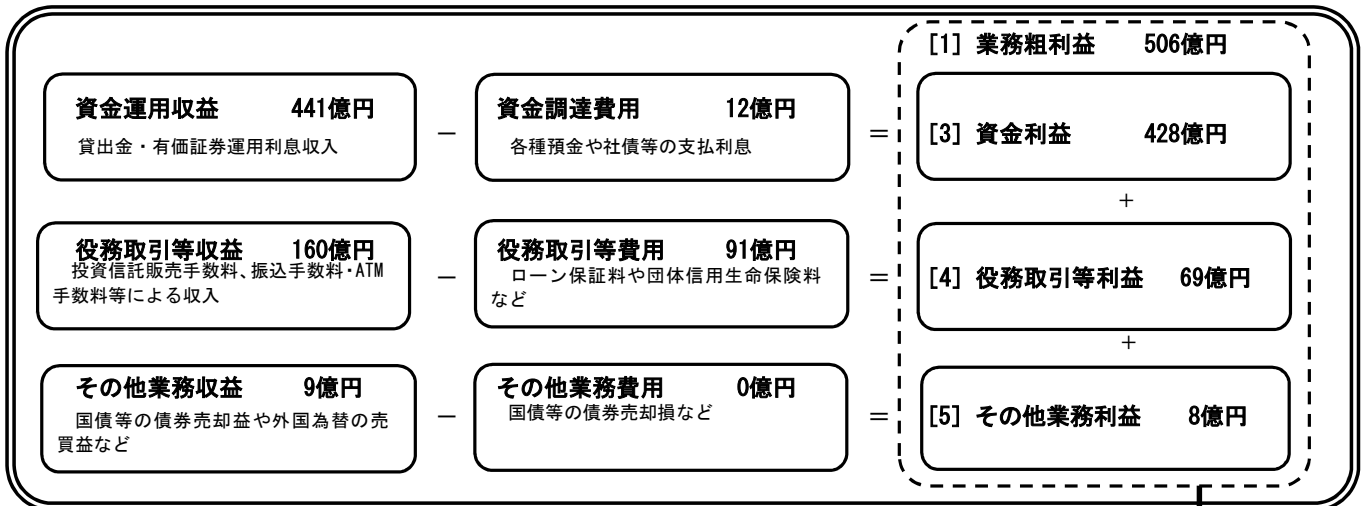 [1] 業務粗利益 506億円
資金運用収益 441億円
貸出金・有価証券運用利息収入
－
資金調達費用 12億円
各種預金や社債等の支払利息
＝
[3] 資金利益 428億円
＋
役務取引等収益 160億円
投資信託販売手数料、振込手数料・ATM
手数料等による収入
－
役務取引等費用 91億円
ローン保証料や団体信用生命保険料
など
＝
[4] 役務取引等利益 69億円
＋
その他業務収益 9億円
国債等の債券売却益や外国為替の売
買益など
－
その他業務費用 0億円
国債等の債券売却損など
＝
[5] その他業務利益 8億円